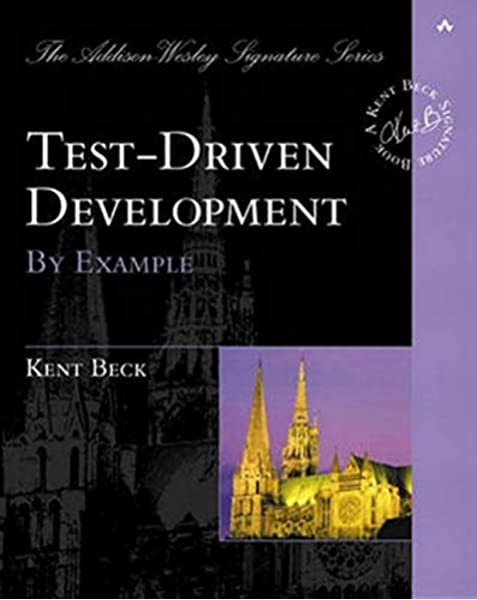 The Addison-Wesley Signature Series
A KENT BECK SIGNATURE BOOK
TEST-DRIVEN
DEVELOPMENT
BY EXAMPLE
KENT BECK